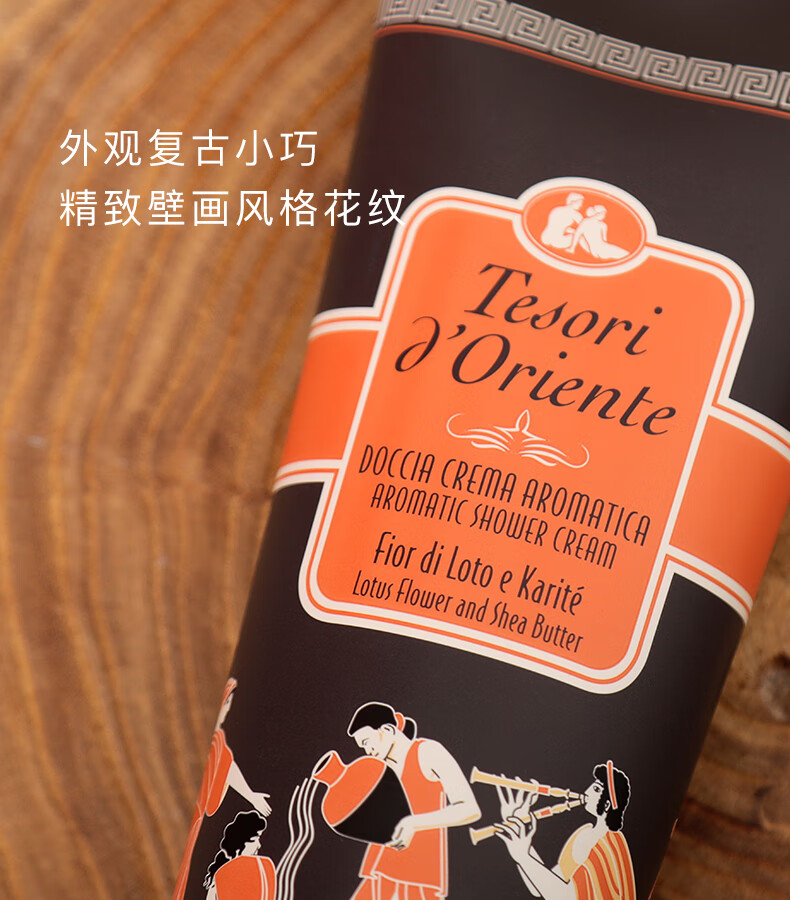 外观复古小巧
精致壁画风格花纹
Tesori
d'Oriente
DOCCIA CREMA AROMATICA
AROMATIC SHOWER CREAM
Fior di Loto e Karité
Lotus Flower and Shea Butter